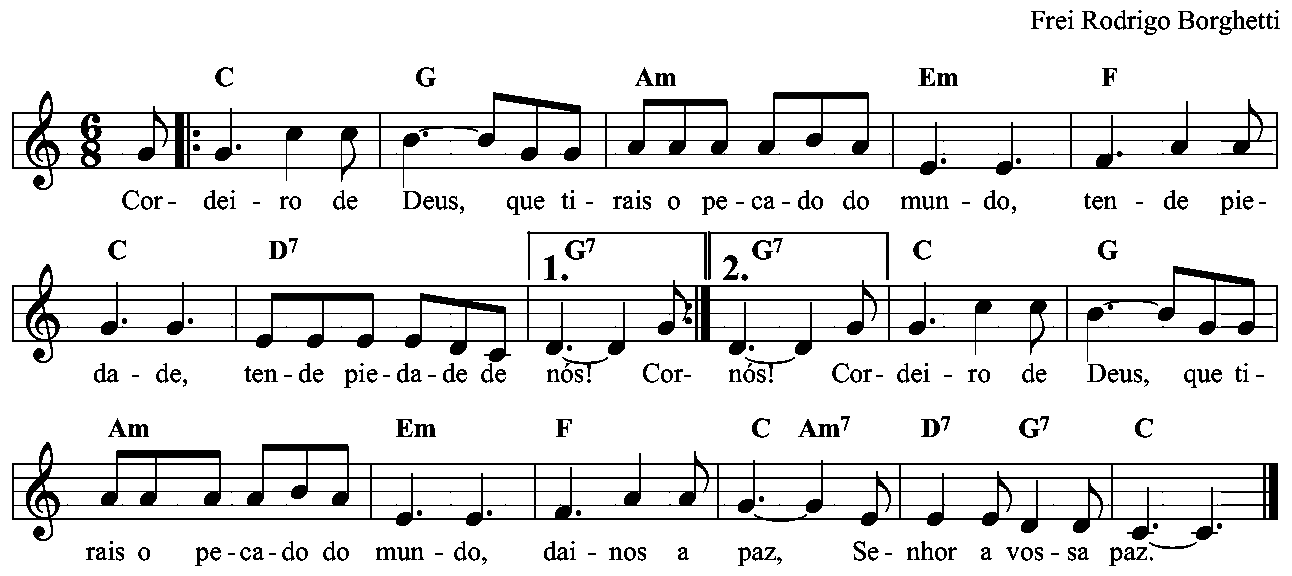 Frei Rodrigo Borghetti
C G Am Em F
6
8
Cor- dei - ro de Deus, que ti - rais o pe - ca - do do mun - do, ten - de pie-
C D7 1. G7 2. G7 C G
da - de, ten - de pie - da - de de nós! Cor- nós! Cor - dei - ro de Deus, que ti-
Am Em F C Am7 D7 G7 C
rais o pe - ca - do do mun - do, dai - nos a paz, Se - nhor a vos - sa paz.